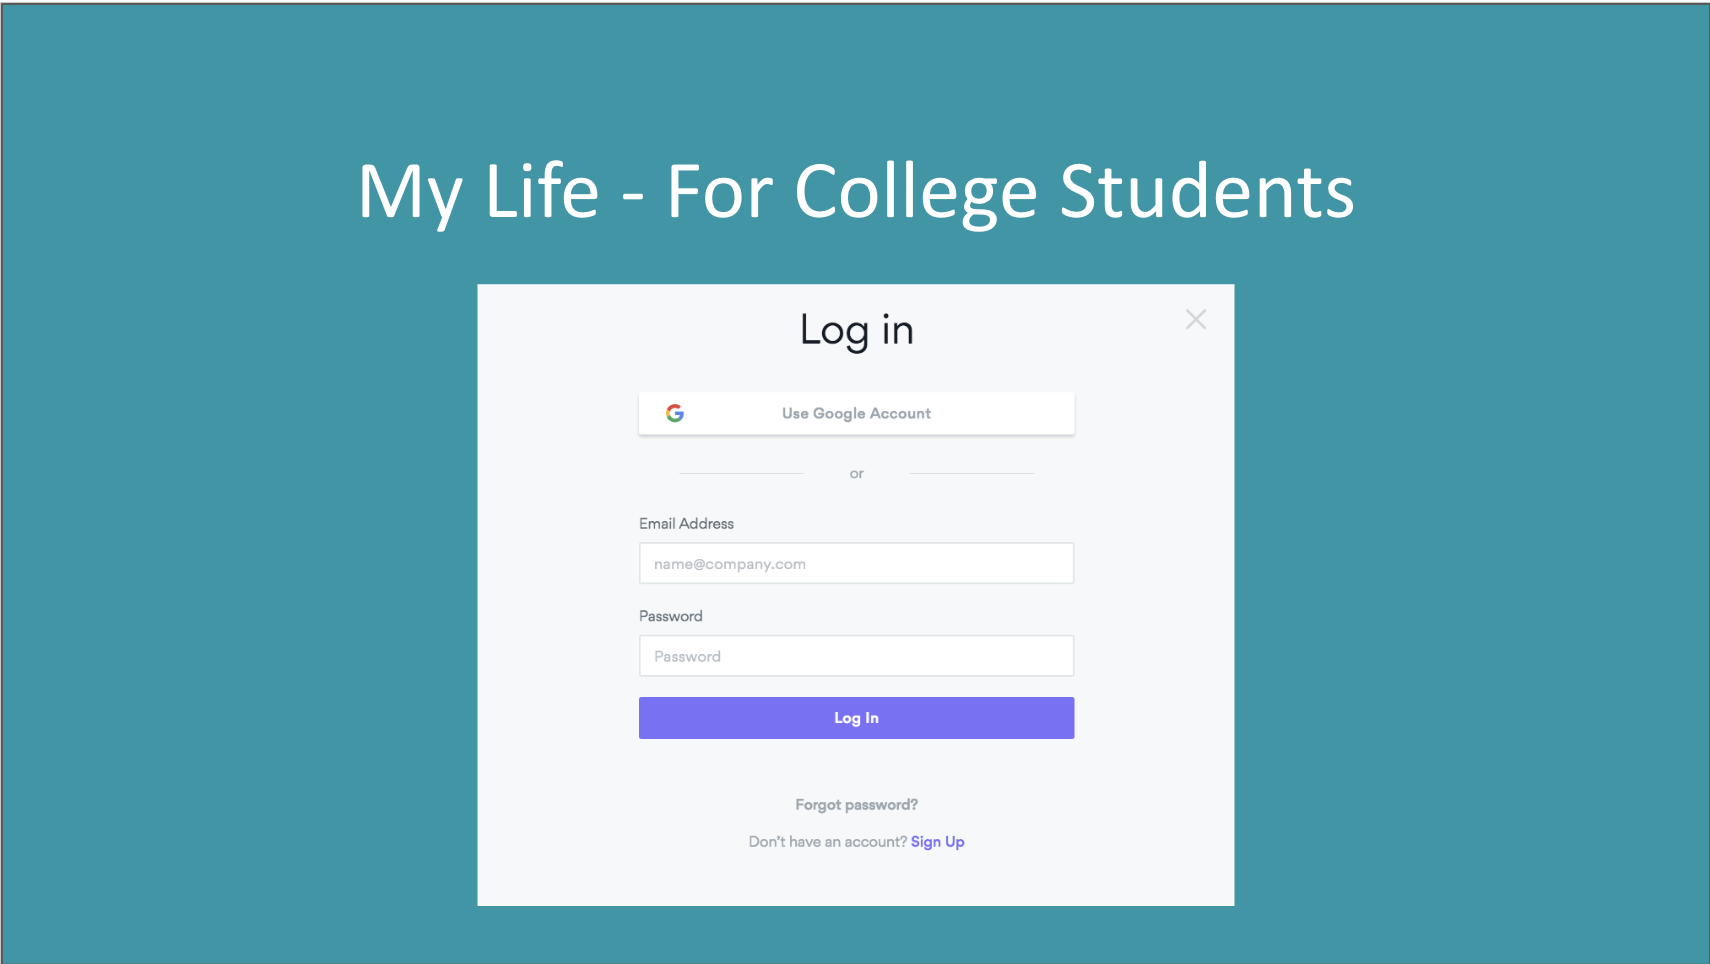 My Life - For College Students
Log in
Use Google Account
or
Email Address
name@company.com
Password
Password
Log In
Forgot password?
Don't have an account? Sign Up